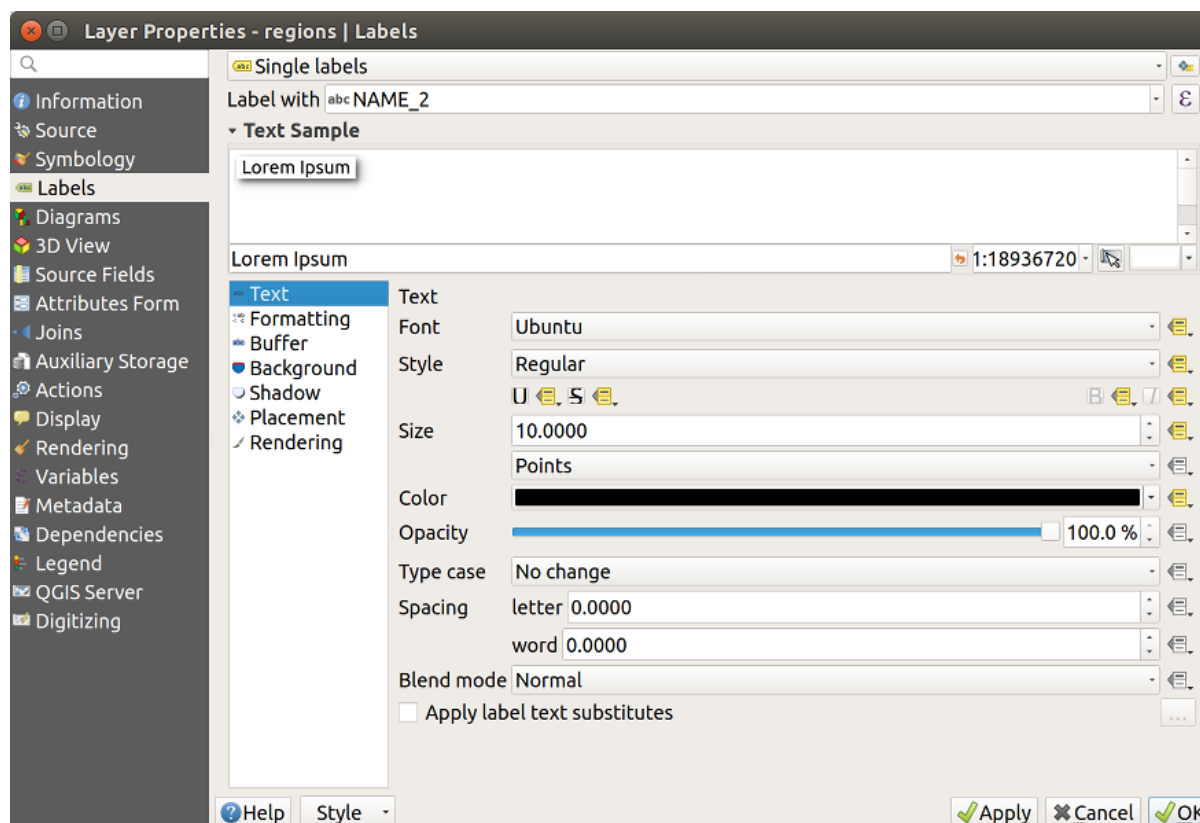 Layer Properties - regions | Labels
Single labels
Label with abc NAME_2
Text Sample
Lorem Ipsum
Lorem Ipsum
1:18936720
Information
Source
Symbology
Labels
Diagrams
3D View
Source Fields
Attributes Form
Joins
Auxiliary Storage
Actions
Display
Rendering
Variables
Metadata
Dependencies
Legend
QGIS Server
Digitizing
Text
Formatting
Buffer
Background
Shadow
Placement
Rendering
Text
Font Ubuntu
Style Regular
U S B I
Size 10.0000
Points
Color
Opacity 100.0 %
Type case No change
Spacing letter 0.0000
word 0.0000
Blend mode Normal
Apply label text substitutes ...
Help Style Apply Cancel OK